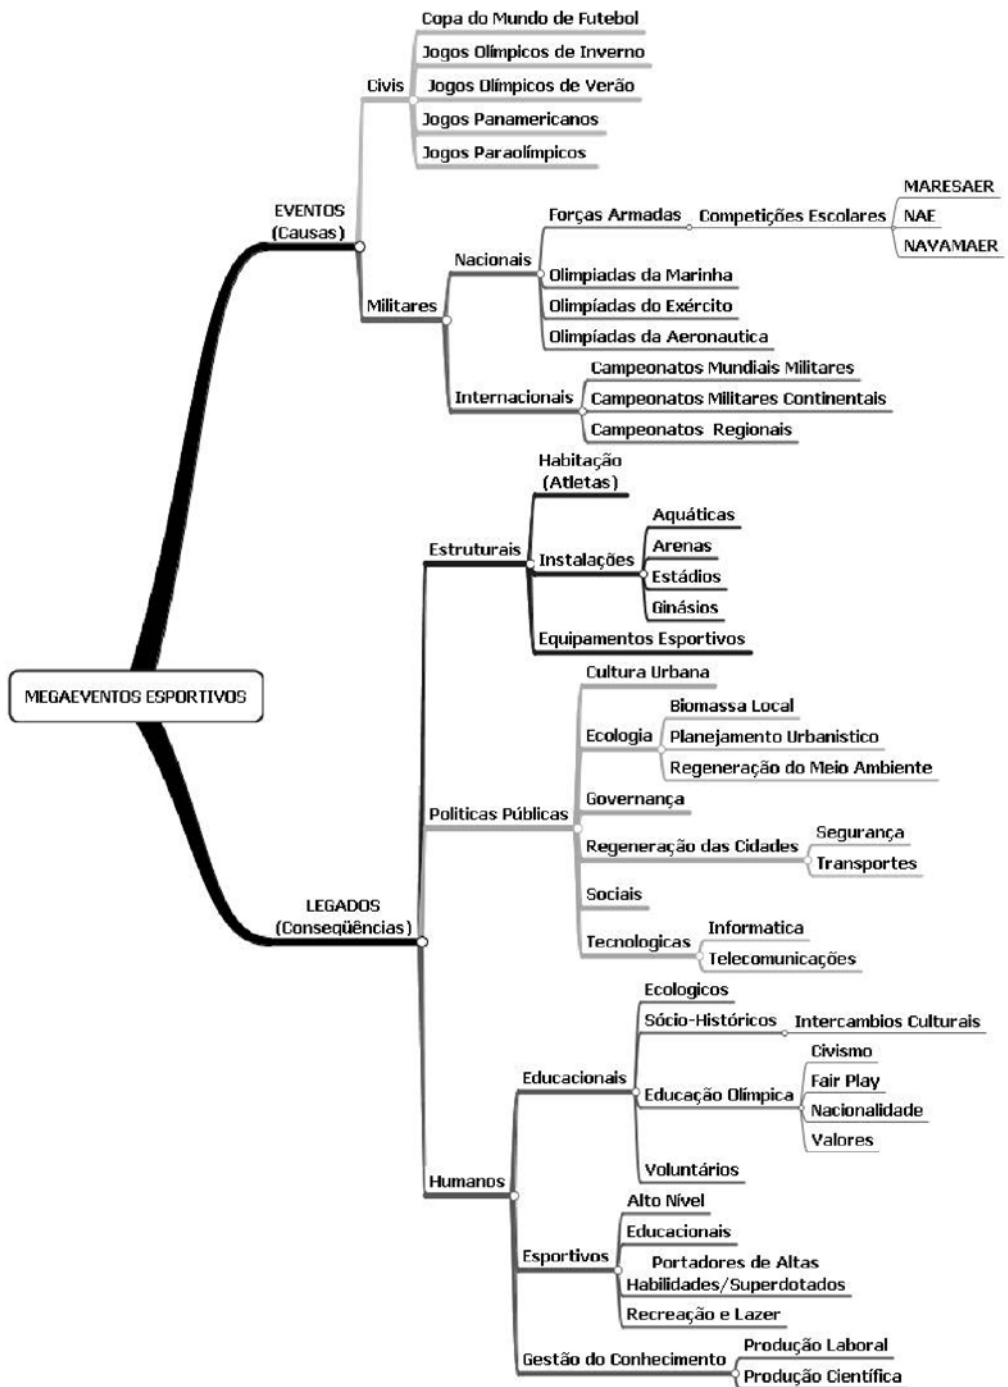 Copa do Mundo de Futebol
Jogos Olímpicos de Inverno
Civis
Jogos Olímpicos de Verão
Jogos Panamericanos
Jogos Paraolímpicos
EVENTOS
(Causas)
MARESAER
Forças Armadas
Competições Escolares
NAE
NAVAMAER
Nacionais
Olimpiadas da Marinha
Militares
Olimpíadas do Exército
Olimpíadas da Aeronautica
Campeonatos Mundiais Militares
Internacionais
Campeonatos Militares Continentais
Campeonatos Regionais
Habitação
(Atletas)
Estruturais
Aquáticas
Instalações
Arenas
Estádios
Ginásios
Equipamentos Esportivos
MEGAEVENTOS ESPORTIVOS
Cultura Urbana
Biomassa Local
Ecologia
Planejamento Urbanistico
Regeneração do Meio Ambiente
Governança
Politicas Públicas
Regeneração das Cidades
Segurança
Transportes
Sociais
LEGADOS
(Conseqüências)
Tecnologicas
Informatica
Telecomunicações
Ecologicos
Sócio-Históricos
Intercambios Culturais
Educacionais
Civismo
Educação Olímpica
Fair Play
Nacionalidade
Valores
Voluntários
Humanos
Alto Nível
Educacionais
Esportivos
Portadores de Altas
Habilidades/Superdotados
Recreação e Lazer
Gestão do Conhecimento
Produção Laboral
Produção Científica